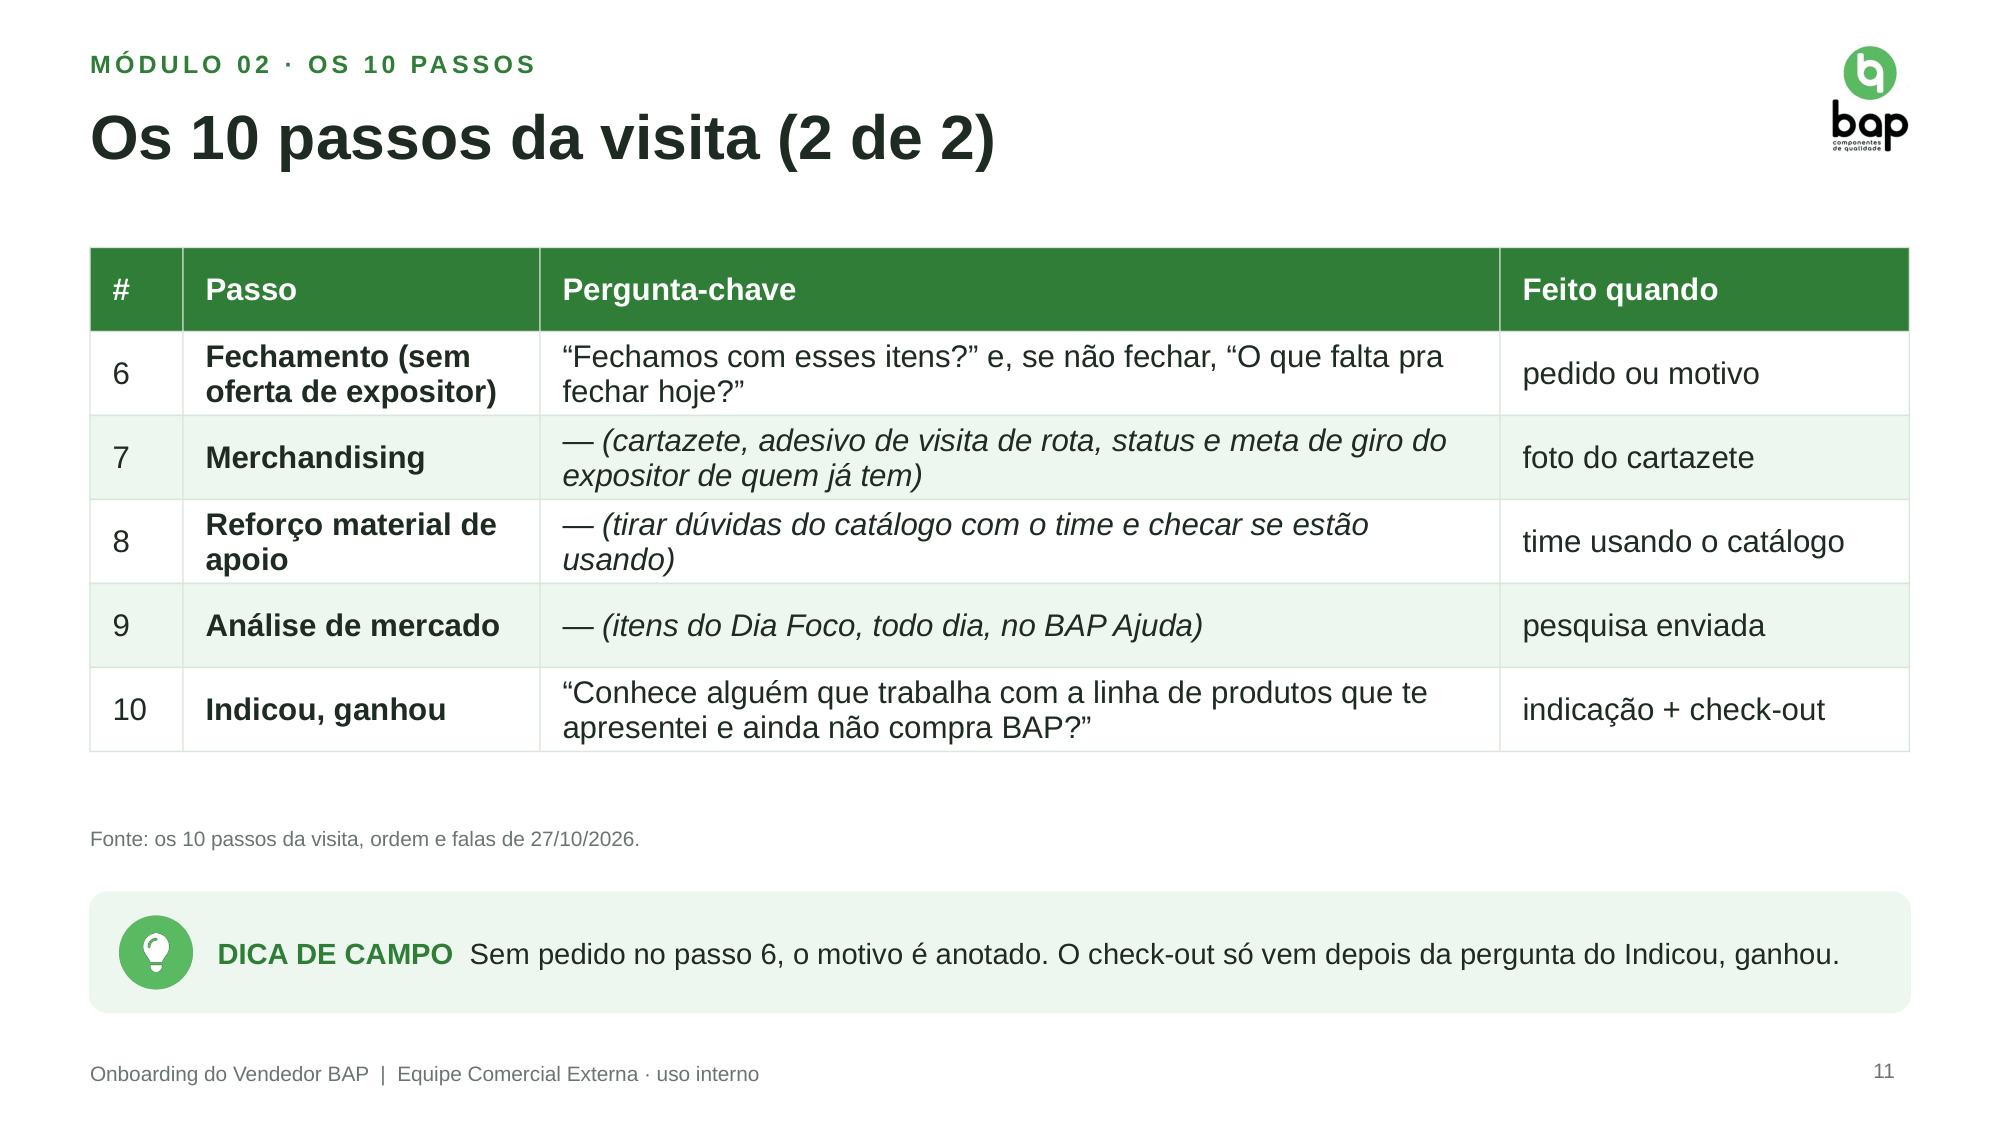 MÓDULO 02 · OS 10 PASSOS
Os 10 passos da visita (2 de 2)
bap
componentes
de qualidade
# Passo Pergunta-chave Feito quando
6 Fechamento (sem oferta de expositor) “Fechamos com esses itens?” e, se não fechar, “O que falta pra fechar hoje?” pedido ou motivo
7 Merchandising — (cartazete, adesivo de visita de rota, status e meta de giro do expositor de quem já tem) foto do cartazete
8 Reforço material de apoio — (tirar dúvidas do catálogo com o time e checar se estão usando) time usando o catálogo
9 Análise de mercado — (itens do Dia Foco, todo dia, no BAP Ajuda) pesquisa enviada
10 Indicou, ganhou “Conhece alguém que trabalha com a linha de produtos que te apresentei e ainda não compra BAP?” indicação + check-out
Fonte: os 10 passos da visita, ordem e falas de 27/10/2026.
DICA DE CAMPO Sem pedido no passo 6, o motivo é anotado. O check-out só vem depois da pergunta do Indicou, ganhou.
Onboarding do Vendedor BAP | Equipe Comercial Externa · uso interno
11